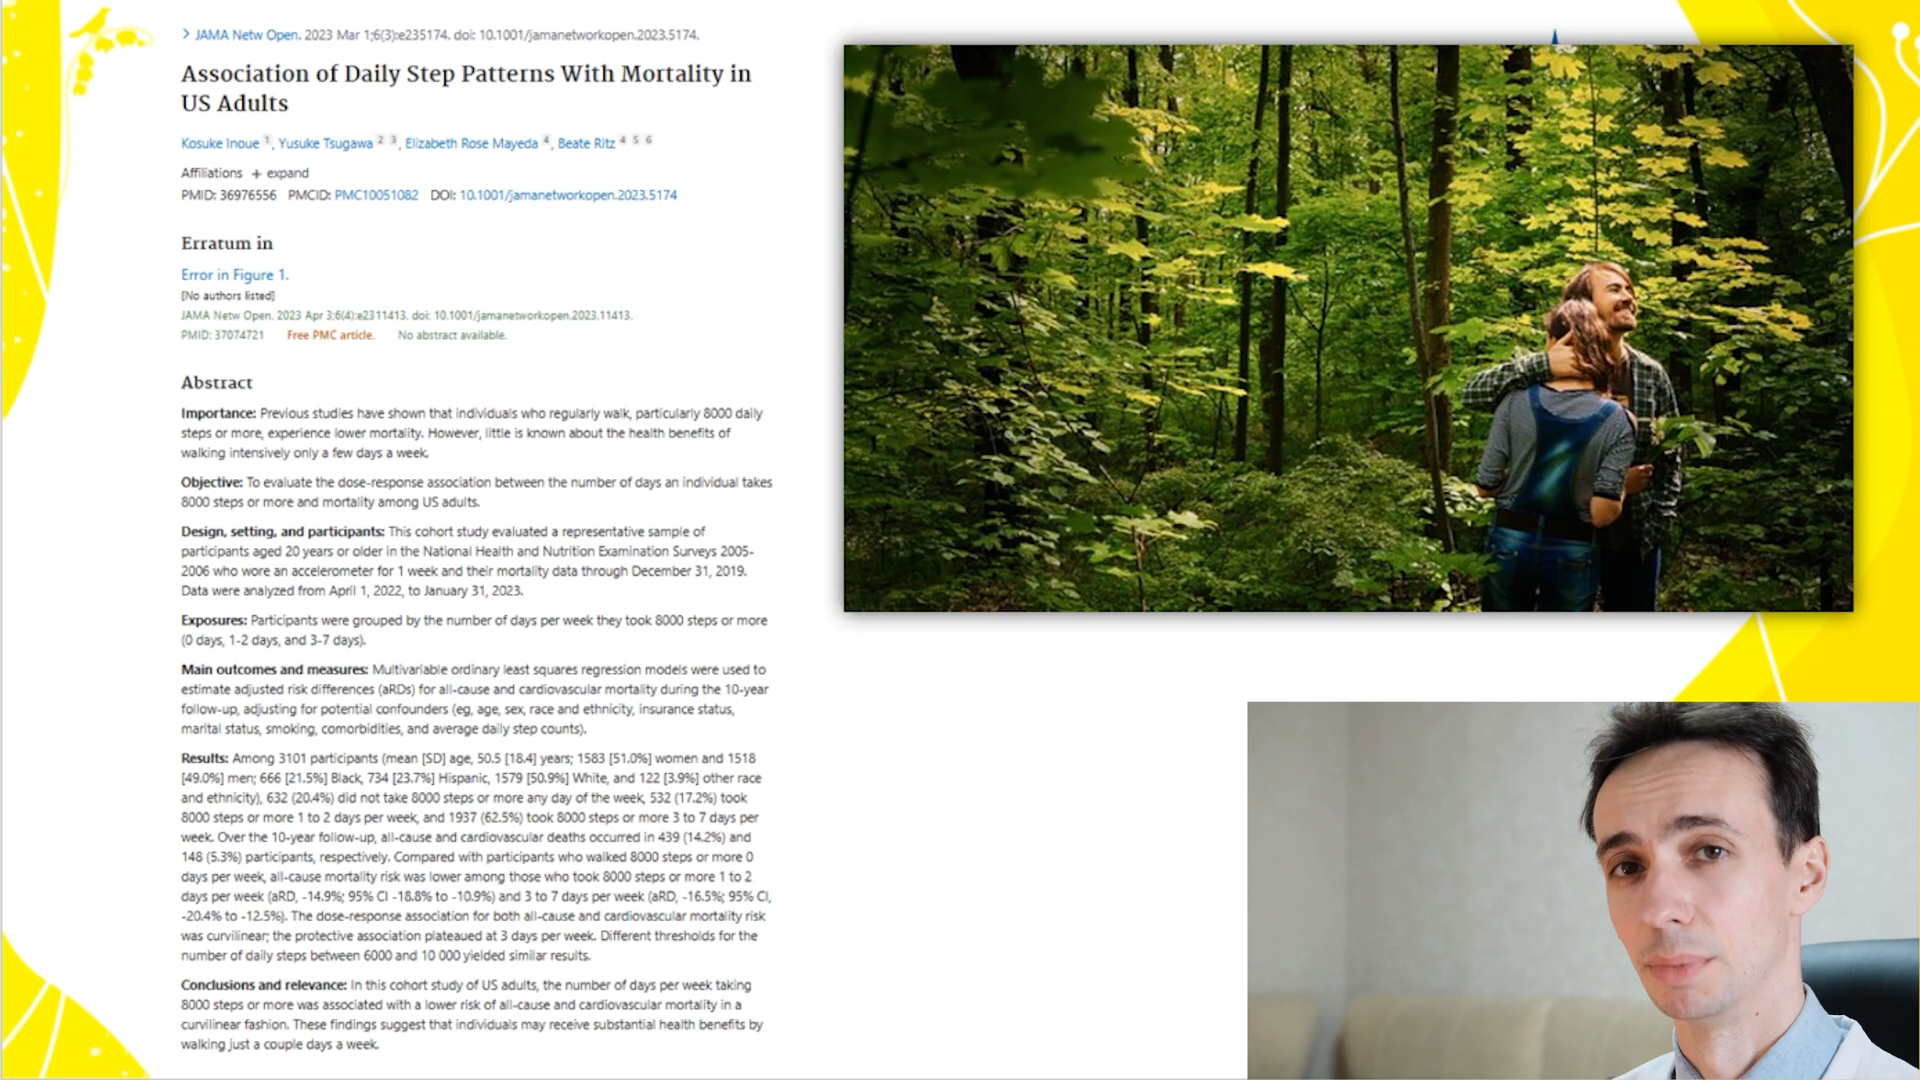 JAMA Netw Open. 2023 Mar 1;6(3):e235174. doi: 10.1001/jamanetworkopen.2023.5174.
Association of Daily Step Patterns With Mortality in
US Adults
Kosuke Inoue 1, Yusuke Tsugawa 2 3, Elizabeth Rose Mayeda 4, Beate Ritz 4 5 6
Affiliations + expand
PMID: 36976556 PMCID: PMC10051082 DOI: 10.1001/jamanetworkopen.2023.5174
Erratum in
Error in Figure 1.
[No authors listed]
JAMA Netw Open. 2023 Apr 3;6(4):e2311413. doi: 10.1001/jamanetworkopen.2023.11413.
PMID: 37074721 Free PMC article. No abstract available.
Abstract
Importance: Previous studies have shown that individuals who regularly walk, particularly 8000 daily
steps or more, experience lower mortality. However, little is known about the health benefits of
walking intensively only a few days a week.
Objective: To evaluate the dose-response association between the number of days an individual takes
8000 steps or more and mortality among US adults.
Design, setting, and participants: This cohort study evaluated a representative sample of
participants aged 20 years or older in the National Health and Nutrition Examination Surveys 2005-
2006 who wore an accelerometer for 1 week and their mortality data through December 31, 2019.
Data were analyzed from April 1, 2022, to January 31, 2023.
Exposures: Participants were grouped by the number of days per week they took 8000 steps or more
(0 days, 1-2 days, and 3-7 days).
Main outcomes and measures: Multivariable ordinary least squares regression models were used to
estimate adjusted risk differences (aRDs) for all-cause and cardiovascular mortality during the 10-year
follow-up, adjusting for potential confounders (eg, age, sex, race and ethnicity, insurance status,
marital status, smoking, comorbidities, and average daily step counts).
Results: Among 3101 participants (mean [SD] age, 50.5 [18.4] years; 1583 [51.0%] women and 1518
[49.0%] men; 666 [21.5%] Black, 734 [23.7%] Hispanic, 1579 [50.9%] White, and 122 [3.9%] other race
and ethnicity), 632 (20.4%) did not take 8000 steps or more any day of the week, 532 (17.2%) took
8000 steps or more 1 to 2 days per week, and 1937 (62.5%) took 8000 steps or more 3 to 7 days per
week. Over the 10-year follow-up, all-cause and cardiovascular deaths occurred in 439 (14.2%) and
148 (5.3%) participants, respectively. Compared with participants who walked 8000 steps or more 0
days per week, all-cause mortality risk was lower among those who took 8000 steps or more 1 to 2
days per week (aRD, -14.9%; 95% CI -18.8% to -10.9%) and 3 to 7 days per week (aRD, -16.5%; 95% CI,
-20.4% to -12.5%). The dose-response association for both all-cause and cardiovascular mortality risk
was curvilinear; the protective association plateaued at 3 days per week. Different thresholds for the
number of daily steps between 6000 and 10 000 yielded similar results.
Conclusions and relevance: In this cohort study of US adults, the number of days per week taking
8000 steps or more was associated with a lower risk of all-cause and cardiovascular mortality in a
curvilinear fashion. These findings suggest that individuals may receive substantial health benefits by
walking just a couple days a week.